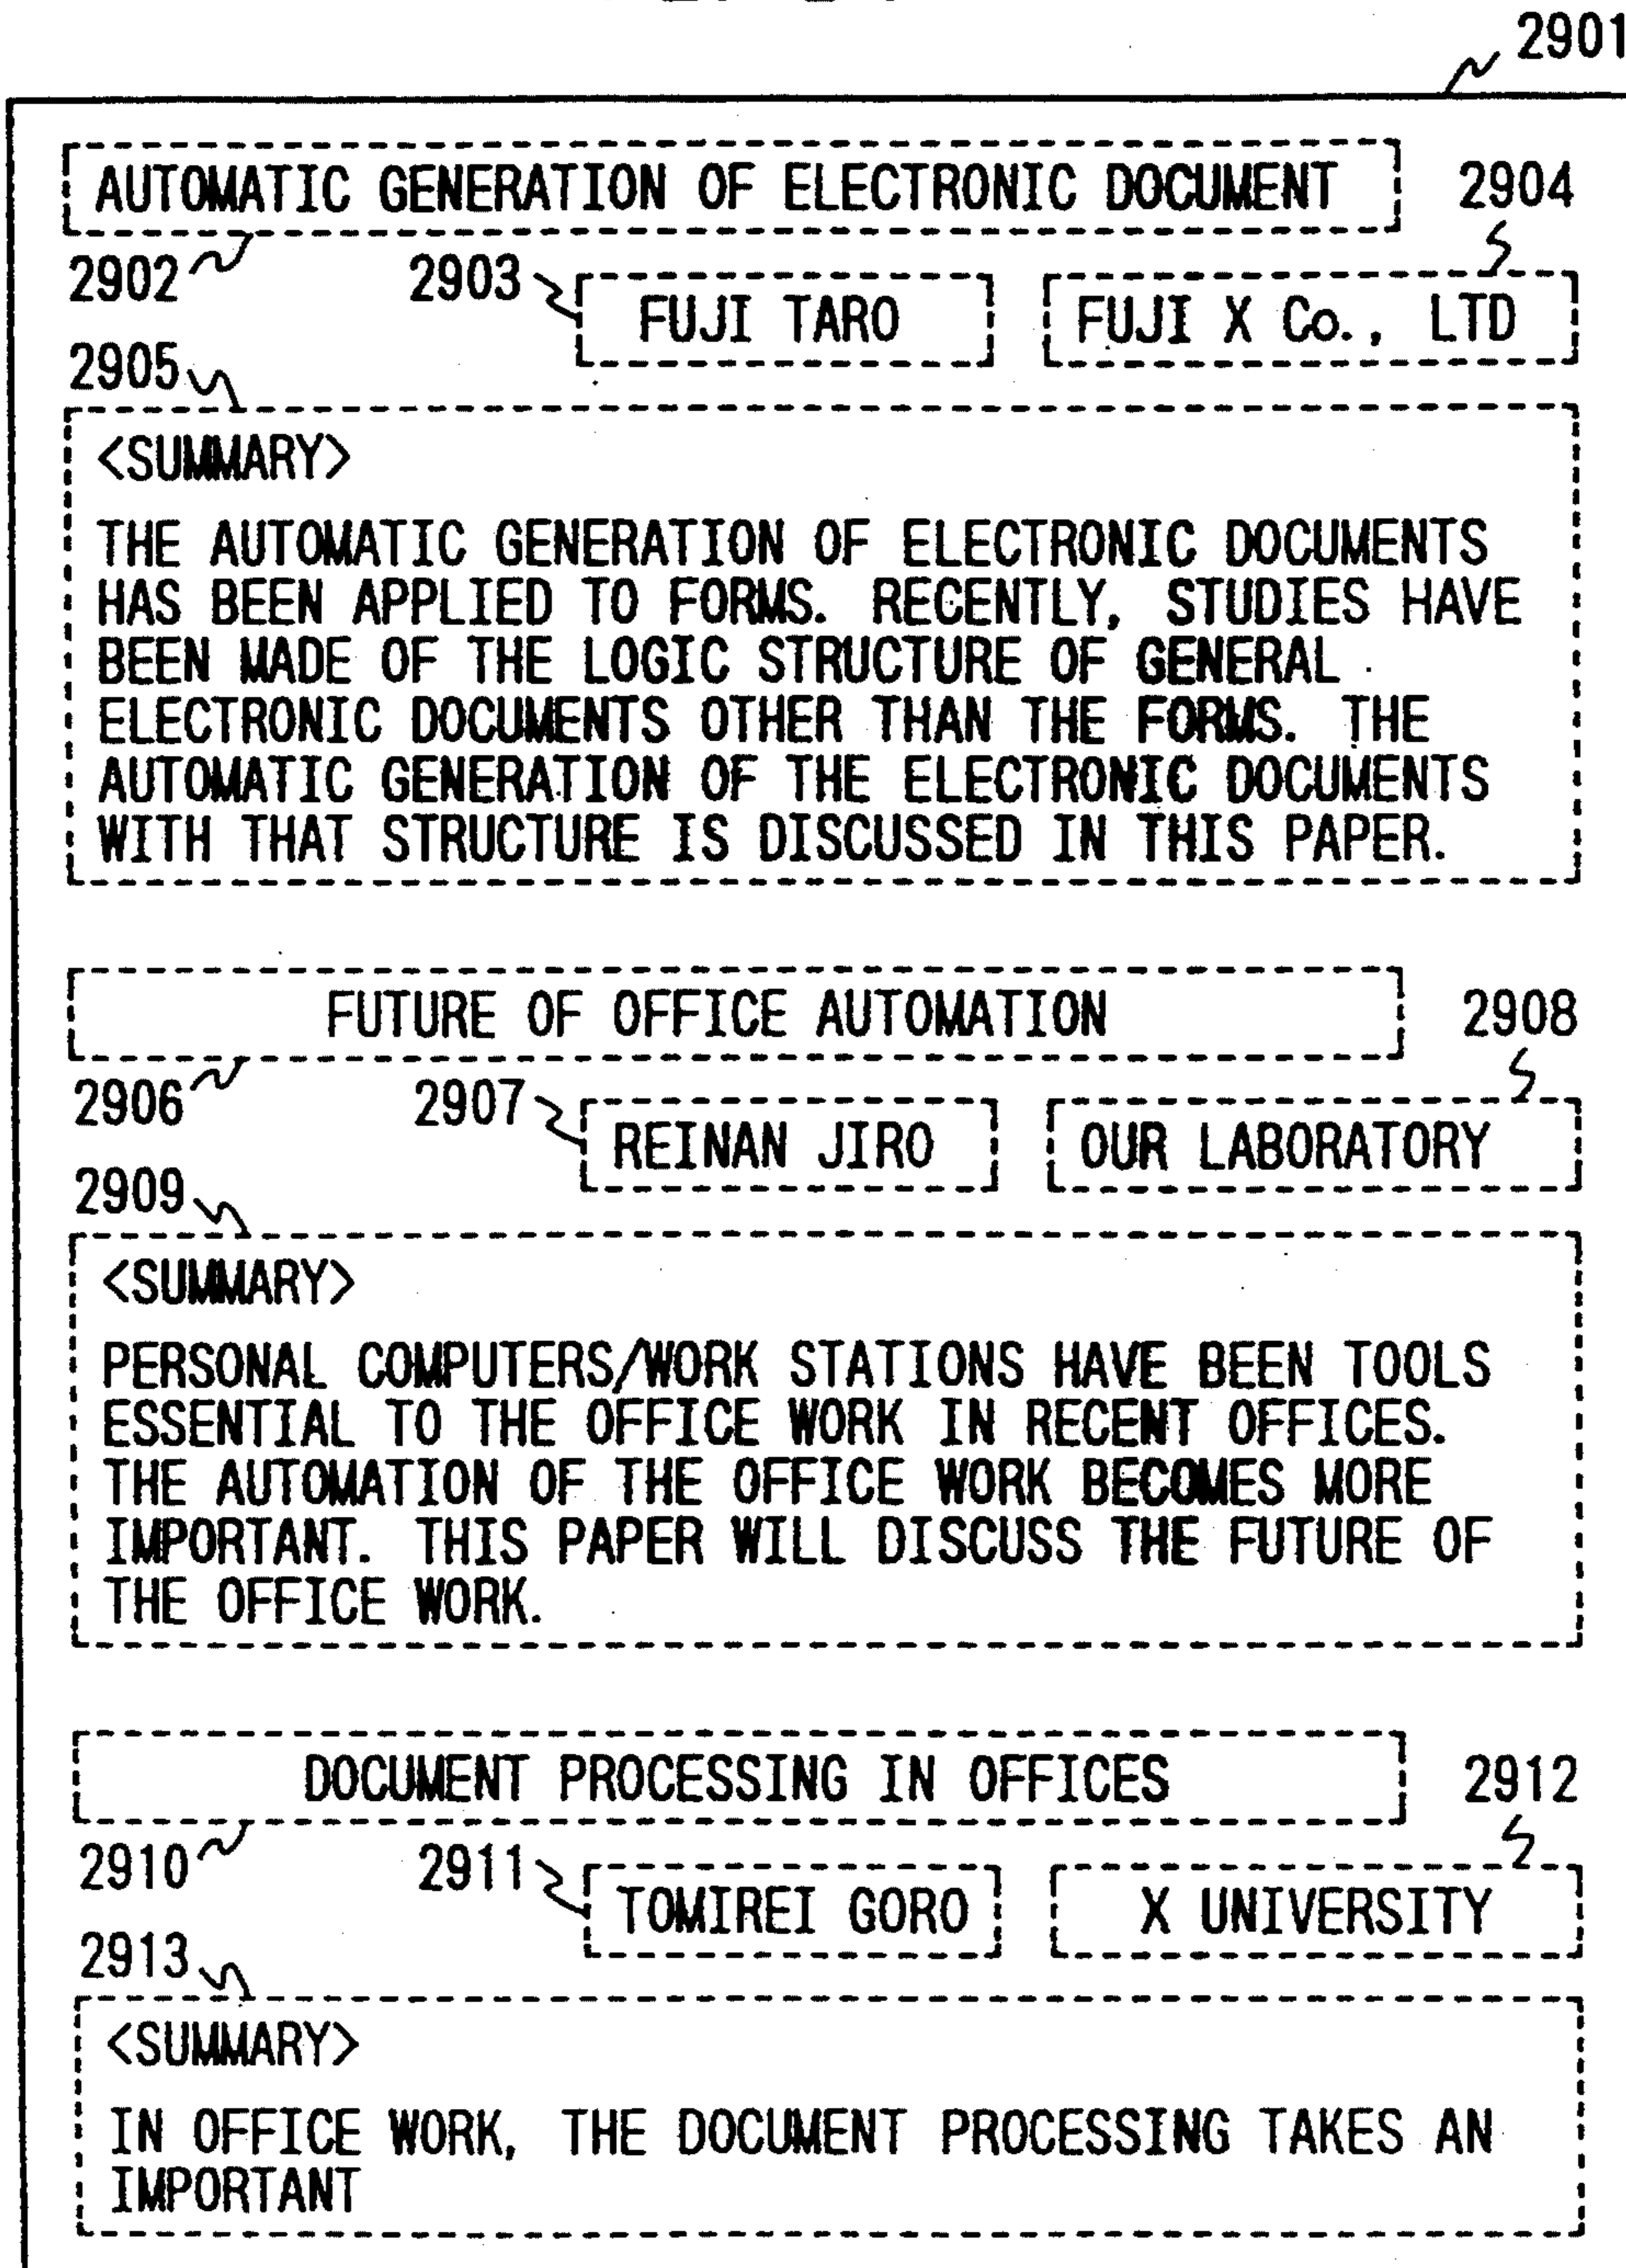 2901
AUTOMATIC GENERATION OF ELECTRONIC DOCUMENT
2904
2902
2903
FUJI TARO
FUJI X Co., LTD
2905
<SUMMARY>
THE AUTOMATIC GENERATION OF ELECTRONIC DOCUMENTS
HAS BEEN APPLIED TO FORMS. RECENTLY, STUDIES HAVE
BEEN MADE OF THE LOGIC STRUCTURE OF GENERAL
ELECTRONIC DOCUMENTS OTHER THAN THE FORMS. THE
AUTOMATIC GENERATION OF THE ELECTRONIC DOCUMENTS
WITH THAT STRUCTURE IS DISCUSSED IN THIS PAPER.
FUTURE OF OFFICE AUTOMATION
2908
2906
2907
REINAN JIRO
OUR LABORATORY
2909
<SUMMARY>
PERSONAL COMPUTERS/WORK STATIONS HAVE BEEN TOOLS
ESSENTIAL TO THE OFFICE WORK IN RECENT OFFICES.
THE AUTOMATION OF THE OFFICE WORK BECOMES MORE
IMPORTANT. THIS PAPER WILL DISCUSS THE FUTURE OF
THE OFFICE WORK.
DOCUMENT PROCESSING IN OFFICES
2912
2910
2911
TOMIREI GORO
X UNIVERSITY
2913
<SUMMARY>
IN OFFICE WORK, THE DOCUMENT PROCESSING TAKES AN
IMPORTANT